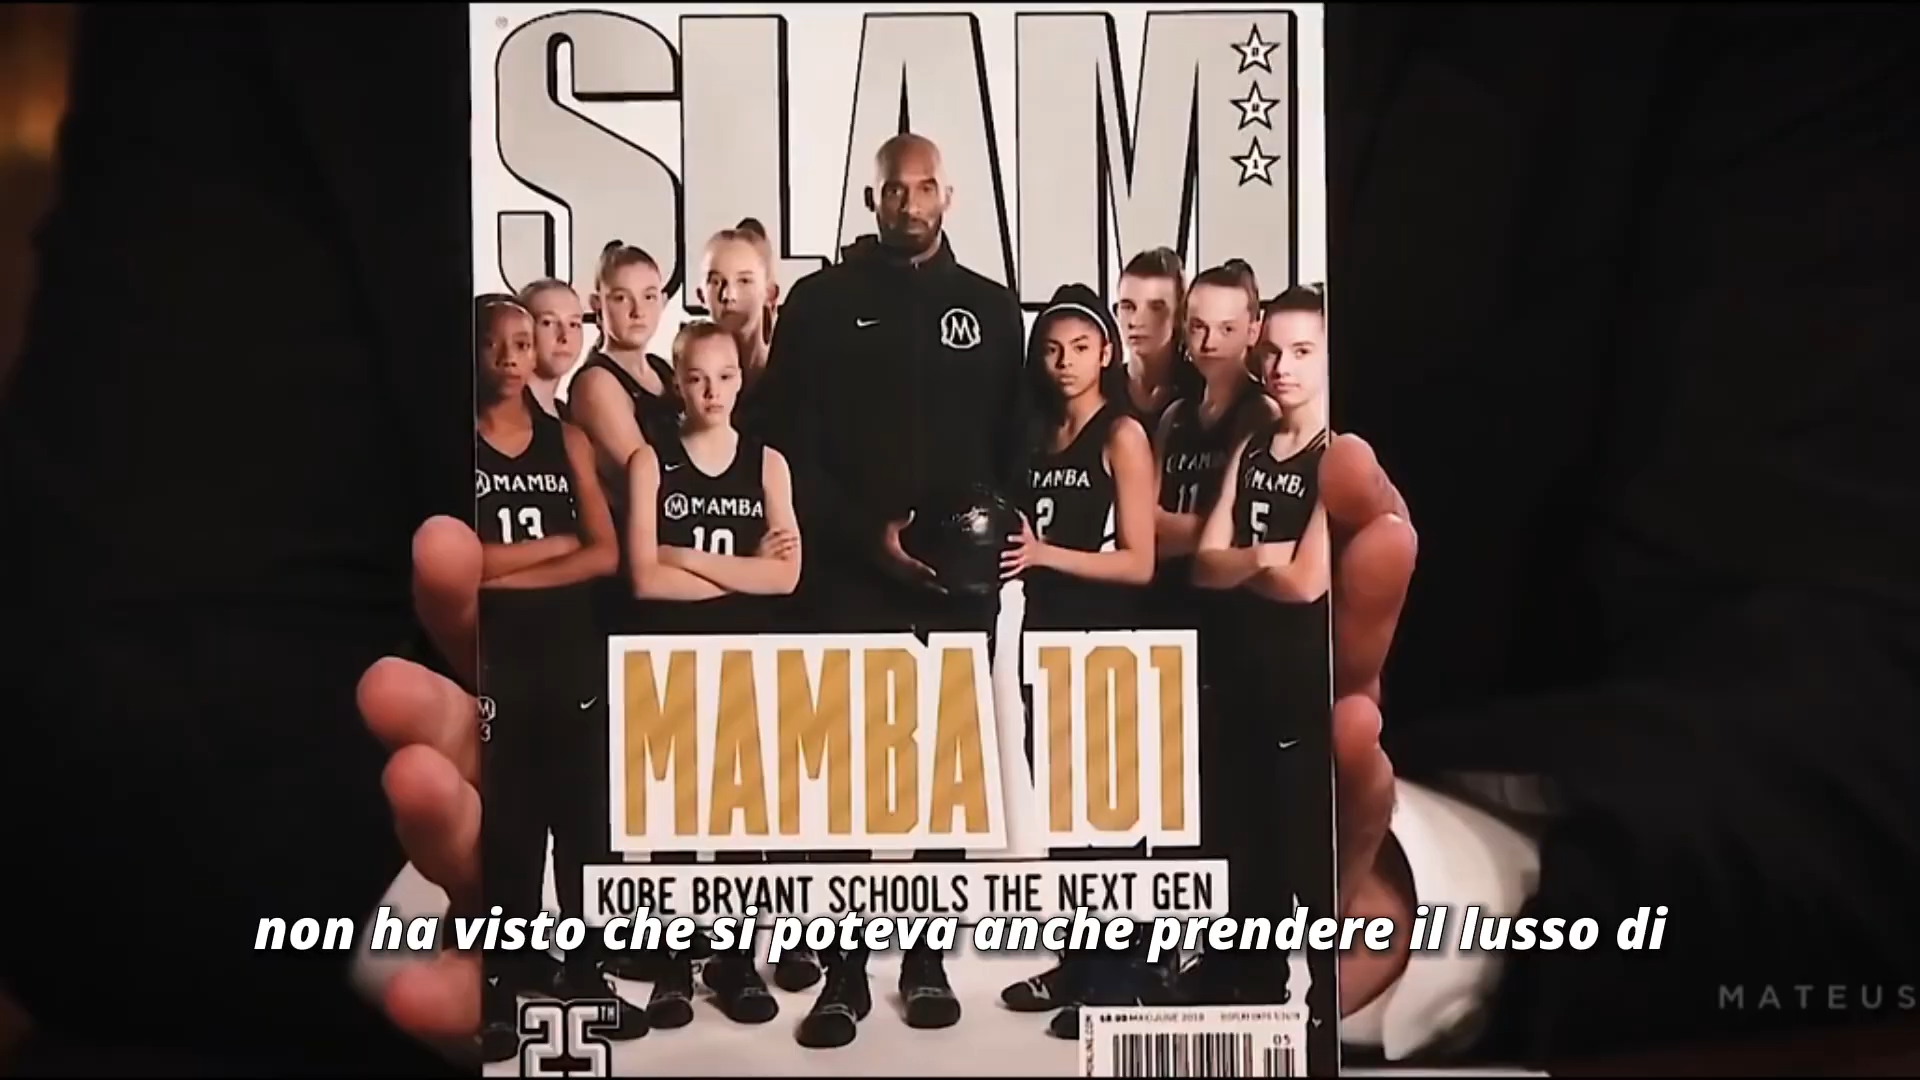 SLAM
MAMBA
13
MAMBA
10
MAMBA
2
MAMBA
11
MAMBA
5
MAMBA 101
KOBE BRYANT SCHOOLS THE NEXT GEN
non ha visto che si poteva anche prendere il lusso di
MATEUS
25TH
05